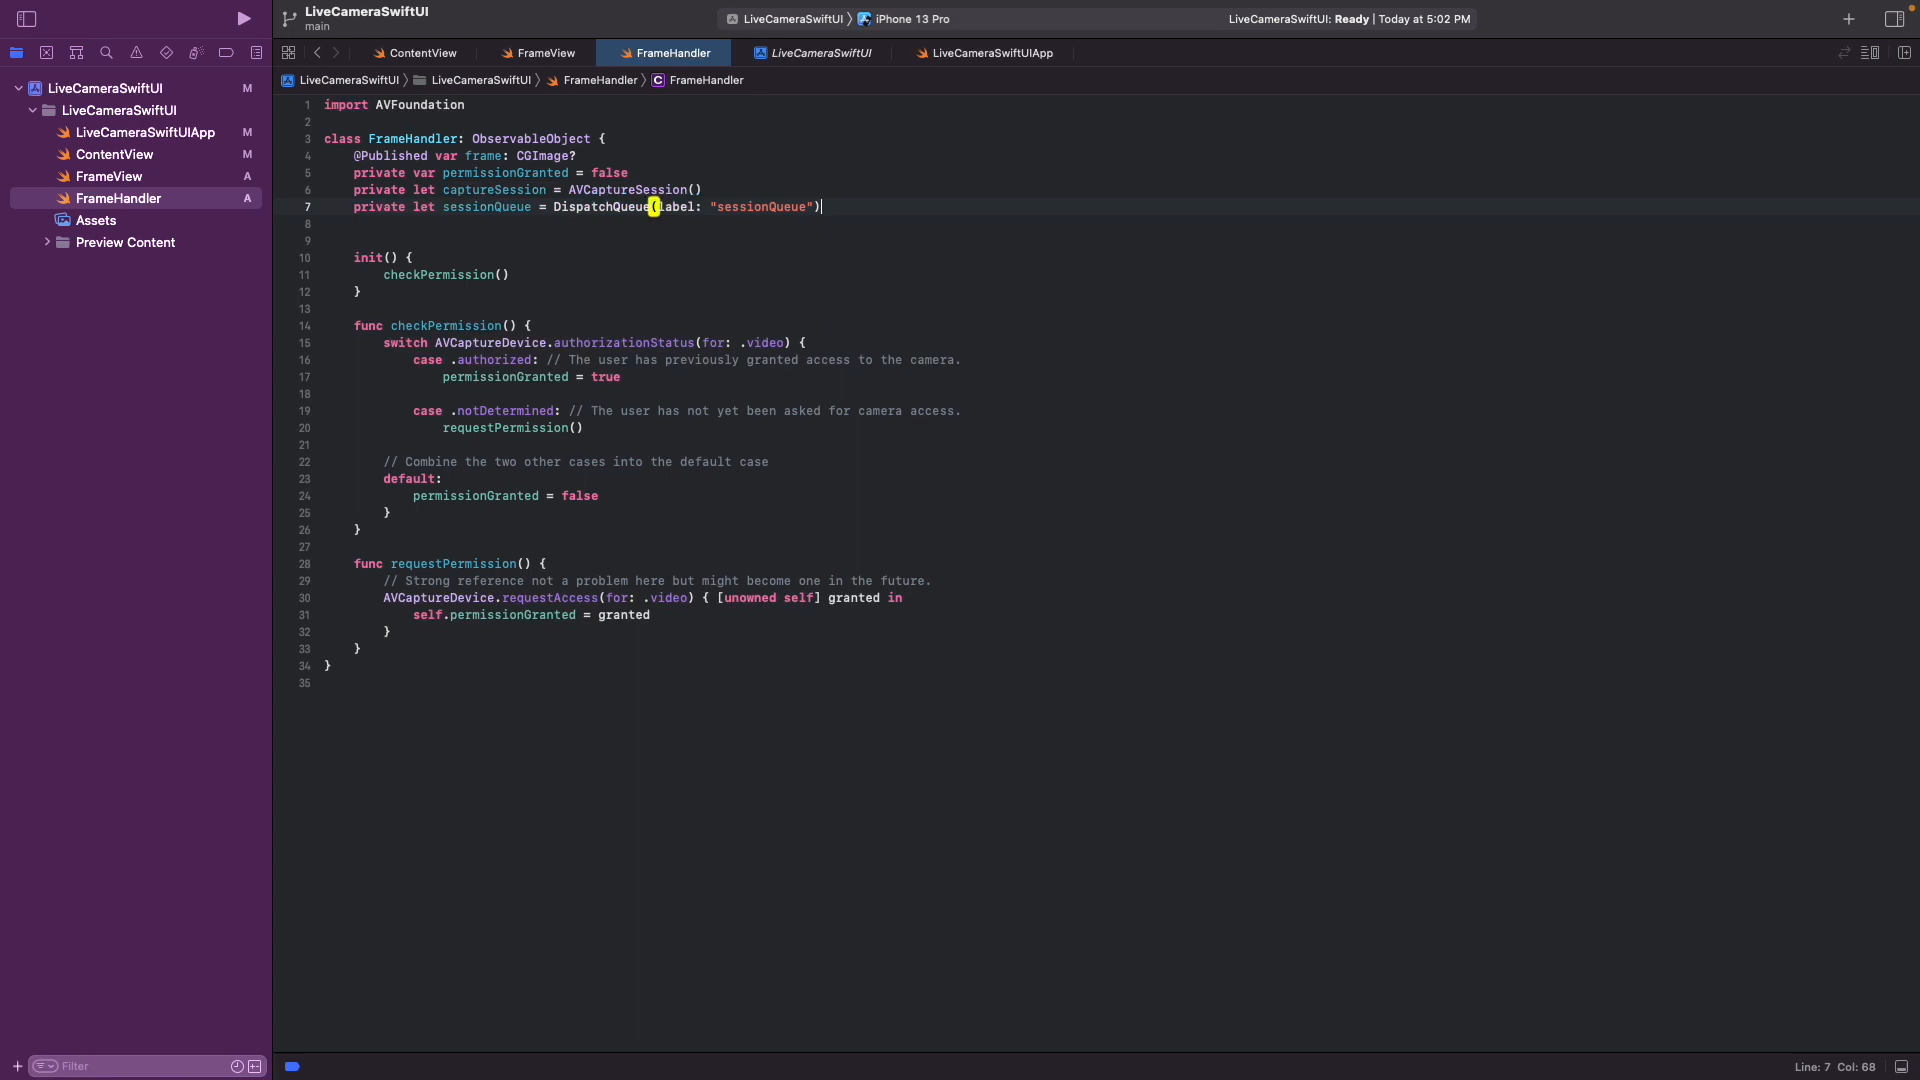 LiveCameraSwiftUI
main
LiveCameraSwiftUI
iPhone 13 Pro
LiveCameraSwiftUI: Ready | Today at 5:02 PM
ContentView
FrameView
FrameHandler
LiveCameraSwiftUI
LiveCameraSwiftUIApp
LiveCameraSwiftUI
LiveCameraSwiftUI
FrameHandler
C FrameHandler
LiveCameraSwiftUI M
LiveCameraSwiftUI
LiveCameraSwiftUIApp M
ContentView M
FrameView A
FrameHandler A
Assets
Preview Content
1 import AVFoundation
2
3 class FrameHandler: ObservableObject {
4 @Published var frame: CGImage?
5 private var permissionGranted = false
6 private let captureSession = AVCaptureSession()
7 private let sessionQueue = DispatchQueue(label: "sessionQueue")
8
9
10 init() {
11 checkPermission()
12 }
13
14 func checkPermission() {
15 switch AVCaptureDevice.authorizationStatus(for: .video) {
16 case .authorized: // The user has previously granted access to the camera.
17 permissionGranted = true
18
19 case .notDetermined: // The user has not yet been asked for camera access.
20 requestPermission()
21
22 // Combine the two other cases into the default case
23 default:
24 permissionGranted = false
25 }
26 }
27
28 func requestPermission() {
29 // Strong reference not a problem here but might become one in the future.
30 AVCaptureDevice.requestAccess(for: .video) { [unowned self] granted in
31 self.permissionGranted = granted
32 }
33 }
34 }
35
Filter
Line: 7 Col: 68